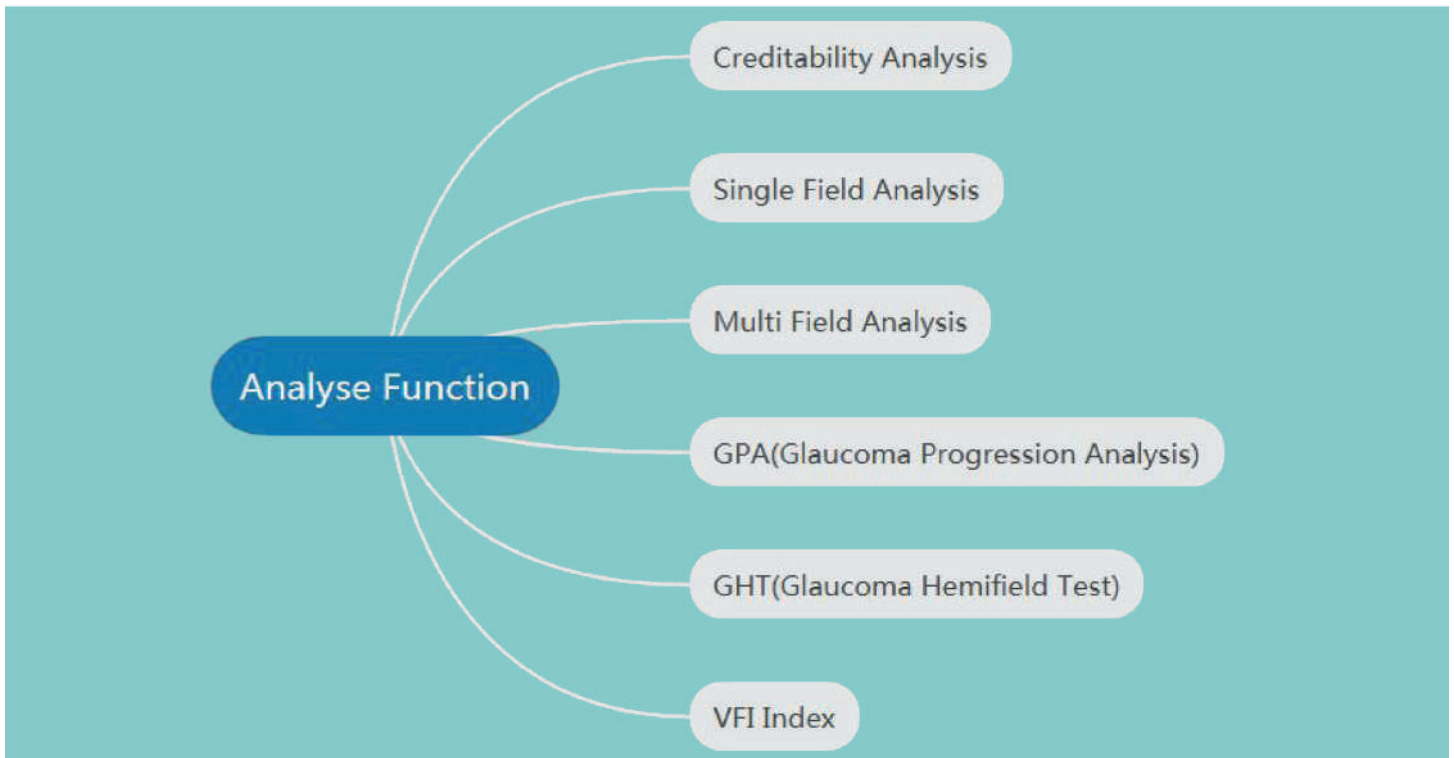 Creditability Analysis
Single Field Analysis
Multi Field Analysis
Analyse Function
GPA(Glaucoma Progression Analysis)
GHT(Glaucoma Hemifield Test)
VFI Index